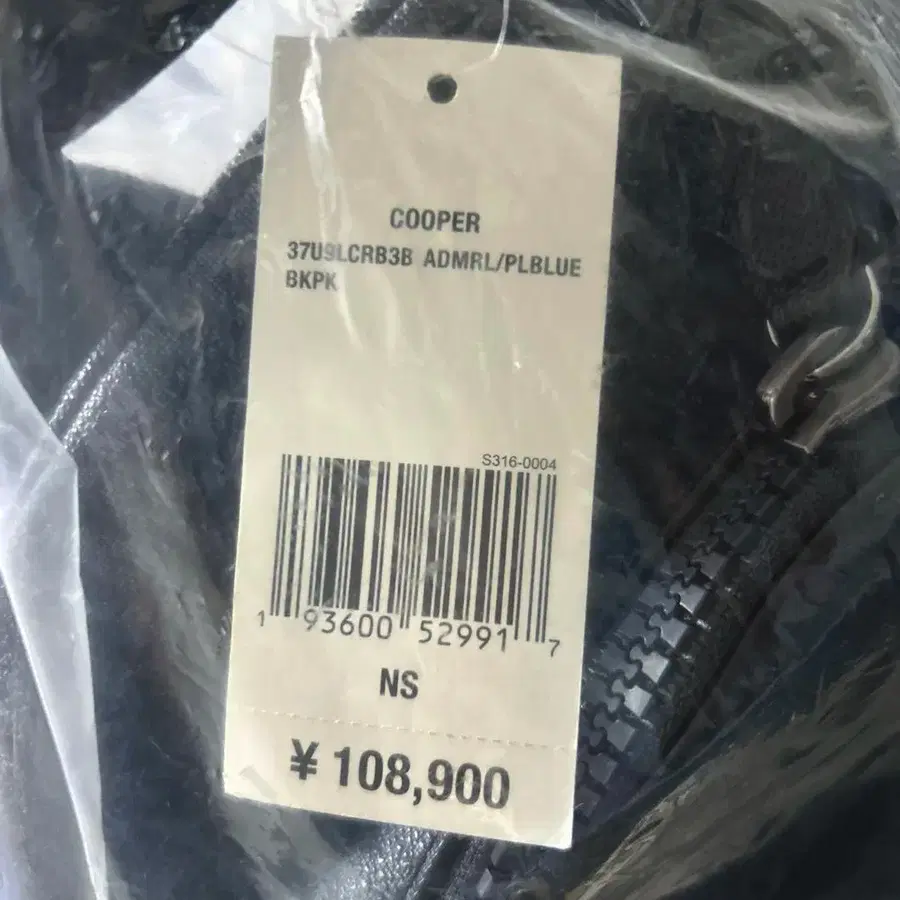 COOPER
37U9LCRB3B ADMRL/PLBLUE
BKPK
S316-0004
1 93600 52991 7
NS
¥ 108,900